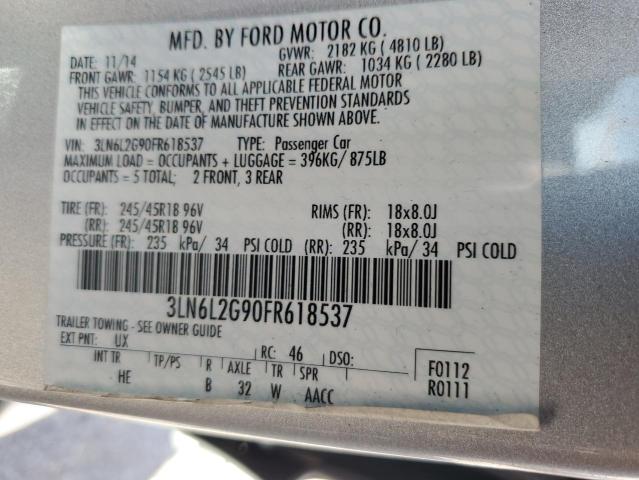 MFD. BY FORD MOTOR CO.
DATE: 11/14 GVWR: 2182 KG ( 4810 LB)
FRONT GAWR: 1154 KG ( 2545 LB) REAR GAWR: 1034 KG ( 2280 LB)
THIS VEHICLE CONFORMS TO ALL APPLICABLE FEDERAL MOTOR
VEHICLE SAFETY, BUMPER, AND THEFT PREVENTION STANDARDS
IN EFFECT ON THE DATE OF MANUFACTURE SHOWN ABOVE.
VIN: 3LN6L2G90FR618537 TYPE: Passenger Car
MAXIMUM LOAD = OCCUPANTS + LUGGAGE = 396KG/ 875LB
OCCUPANTS = 5 TOTAL; 2 FRONT, 3 REAR
TIRE (FR): 245/45R18 96V RIMS (FR): 18x8.0J
(RR): 245/45R18 96V (RR): 18x8.0J
PRESSURE (FR): 235 kPa/ 34 PSI COLD (RR): 235 kPa/ 34 PSI COLD
3LN6L2G90FR618537
TRAILER TOWING - SEE OWNER GUIDE
EXT PNT: UX RC: 46 DSO:
INT TR TP/PS R AXLE TR SPR F0112
HE B 32 W AACC R0111